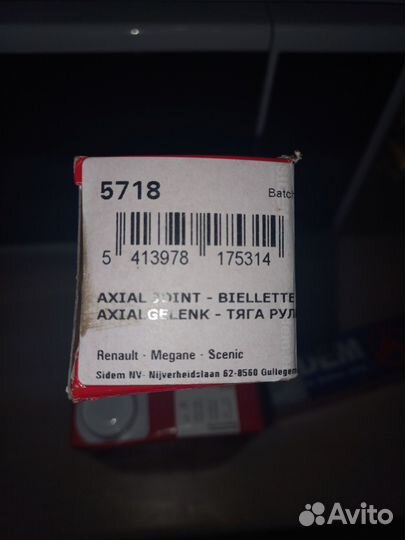 5718 Batch
5 413978 175314
AXIAL JOINT - BIELLETTE
AXIALGELENK - ТЯГА РУЛ
Renault - Megane - Scenic
Sidem NV- Nijverheidslaan 62-8560 Gullegem
DEM
Avito